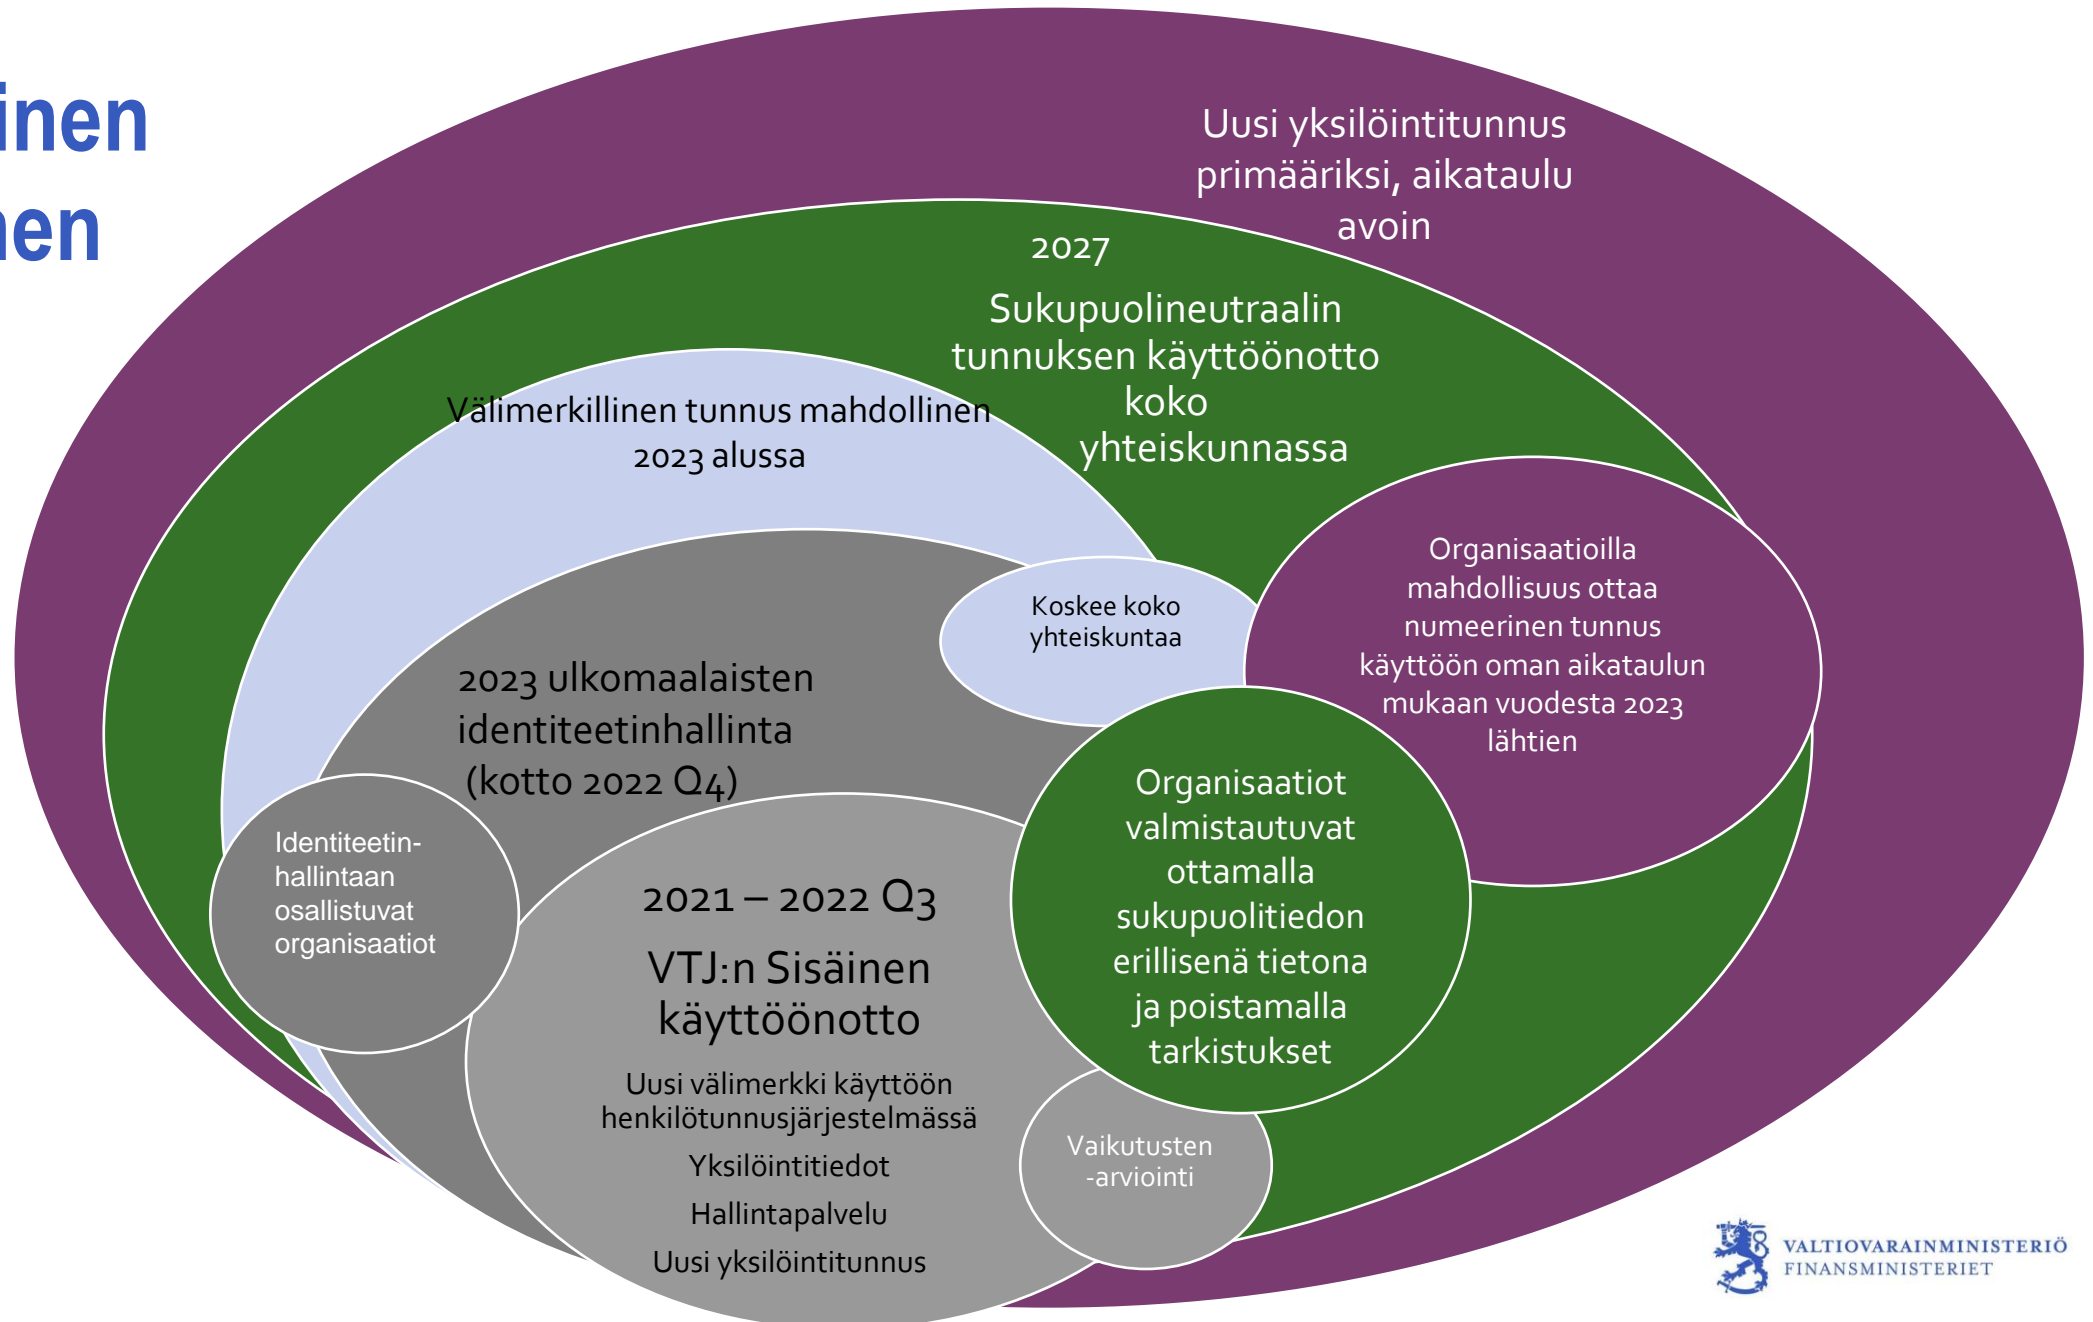 inen
nen
Uusi yksilöintitunnus
primääriksi, aikataulu
avoin
2027
Sukupuolineutraalin
tunnuksen käyttöönotto
koko
yhteiskunnassa
Välimerkillinen tunnus mahdollinen
2023 alussa
Koskee koko
yhteiskuntaa
Organisaatioilla
mahdollisuus ottaa
numeerinen tunnus
käyttöön oman aikataulun
mukaan vuodesta 2023
lähtien
2023 ulkomaalaisten
identiteetinhallinta
(kotto 2022 Q4)
Identiteetin-
hallintaan
osallistuvat
organisaatiot
Organisaatiot
valmistautuvat
ottamalla
sukupuolitiedon
erillisenä tietona
ja poistamalla
tarkistukset
2021 – 2022 Q3
VTJ:n Sisäinen
käyttöönotto
Uusi välimerkki käyttöön
henkilötunnusjärjestelmässä
Yksilöintitiedot
Hallintapalvelu
Uusi yksilöintitunnus
Vaikutusten
-arviointi
VALTIOVARAINMINISTERIÖ
FINANSMINISTERIET